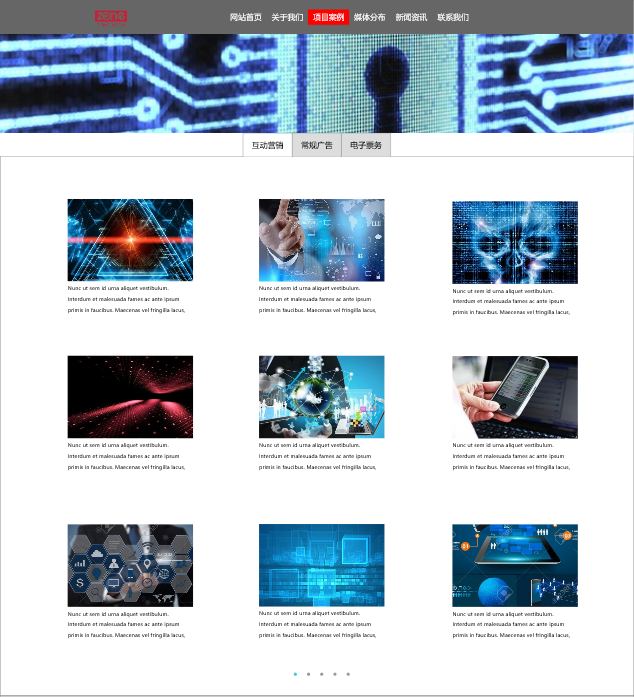 网站首页 关于我们 项目案例 媒体分布 新闻资讯 联系我们
互动营销 常规广告 电子票务
Nunc ut sem id urna aliquet vestibulum.
Interdum et malesuada fames ac ante ipsum
primis in faucibus. Maecenas vel fringilla lacus,
Nunc ut sem id urna aliquet vestibulum.
Interdum et malesuada fames ac ante ipsum
primis in faucibus. Maecenas vel fringilla lacus,
Nunc ut sem id urna aliquet vestibulum.
Interdum et malesuada fames ac ante ipsum
primis in faucibus. Maecenas vel fringilla lacus,
Nunc ut sem id urna aliquet vestibulum.
Interdum et malesuada fames ac ante ipsum
primis in faucibus. Maecenas vel fringilla lacus,
Nunc ut sem id urna aliquet vestibulum.
Interdum et malesuada fames ac ante ipsum
primis in faucibus. Maecenas vel fringilla lacus,
Nunc ut sem id urna aliquet vestibulum.
Interdum et malesuada fames ac ante ipsum
primis in faucibus. Maecenas vel fringilla lacus,
Nunc ut sem id urna aliquet vestibulum.
Interdum et malesuada fames ac ante ipsum
primis in faucibus. Maecenas vel fringilla lacus,
Nunc ut sem id urna aliquet vestibulum.
Interdum et malesuada fames ac ante ipsum
primis in faucibus. Maecenas vel fringilla lacus,
Nunc ut sem id urna aliquet vestibulum.
Interdum et malesuada fames ac ante ipsum
primis in faucibus. Maecenas vel fringilla lacus,